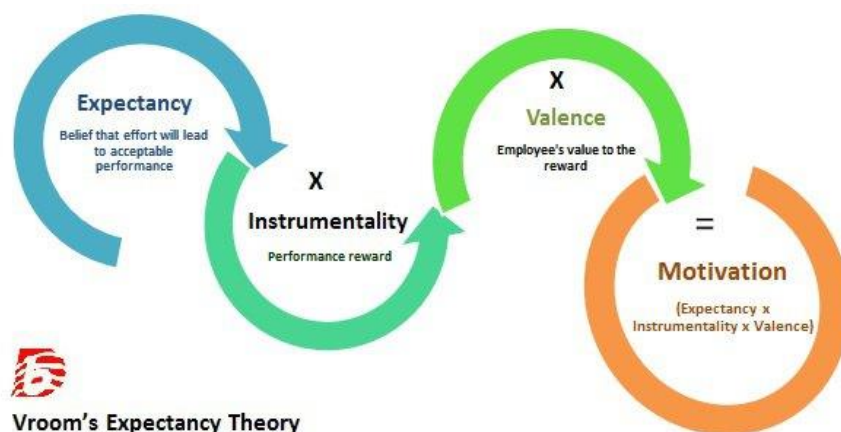 Expectancy
Belief that effort will lead
to acceptable
performance
X
Instrumentality
Performance reward
X
Valence
Employee's value to the
reward
=
Motivation
(Expectancy x
Instrumentality x Valence)
Vroom's Expectancy Theory